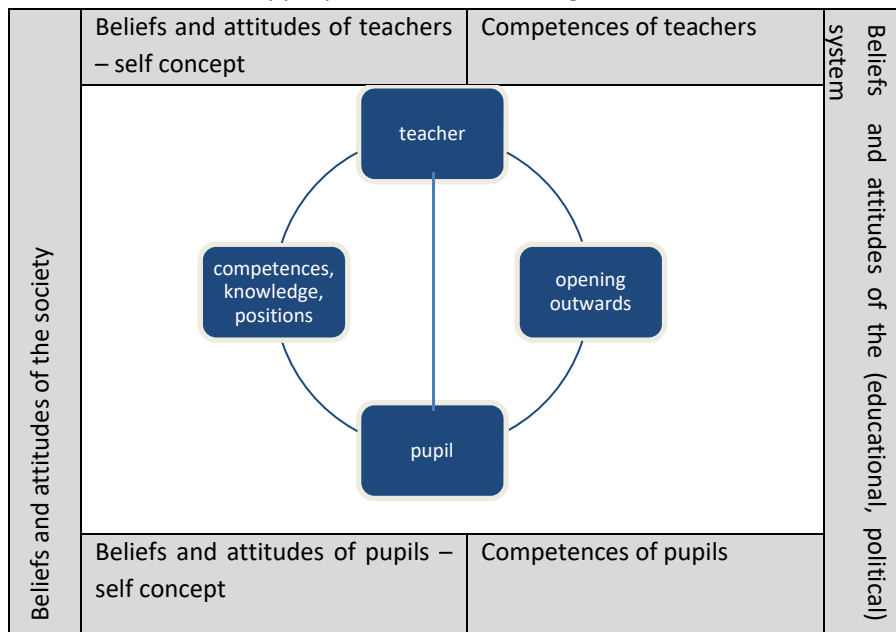 Beliefs and attitudes of teachers
– self concept
Competences of teachers
Beliefs and attitudes of the (educational, political)
system
teacher
Beliefs and attitudes of the society
competences,
knowledge,
positions
opening
outwards
pupil
Beliefs and attitudes of pupils –
self concept
Competences of pupils